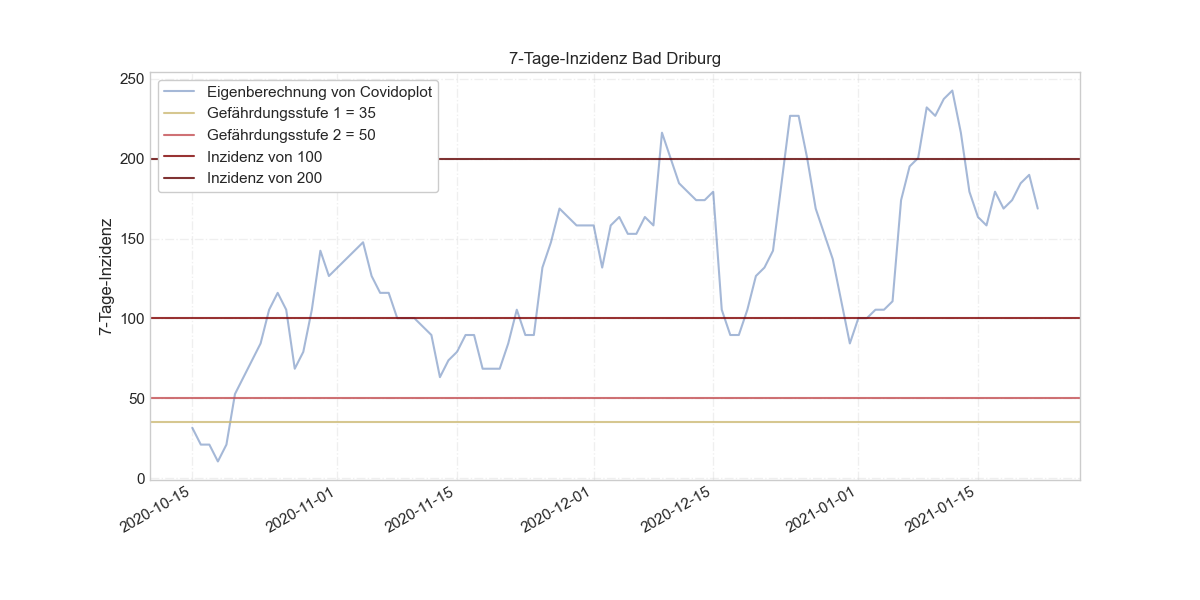 7-Tage-Inzidenz Bad Driburg
250
200
150
100
50
0
7-Tage-Inzidenz
Eigenberechnung von Covidoplot
Gefährdungsstufe 1 = 35
Gefährdungsstufe 2 = 50
Inzidenz von 100
Inzidenz von 200
2020-10-15
2020-11-01
2020-11-15
2020-12-01
2020-12-15
2021-01-01
2021-01-15